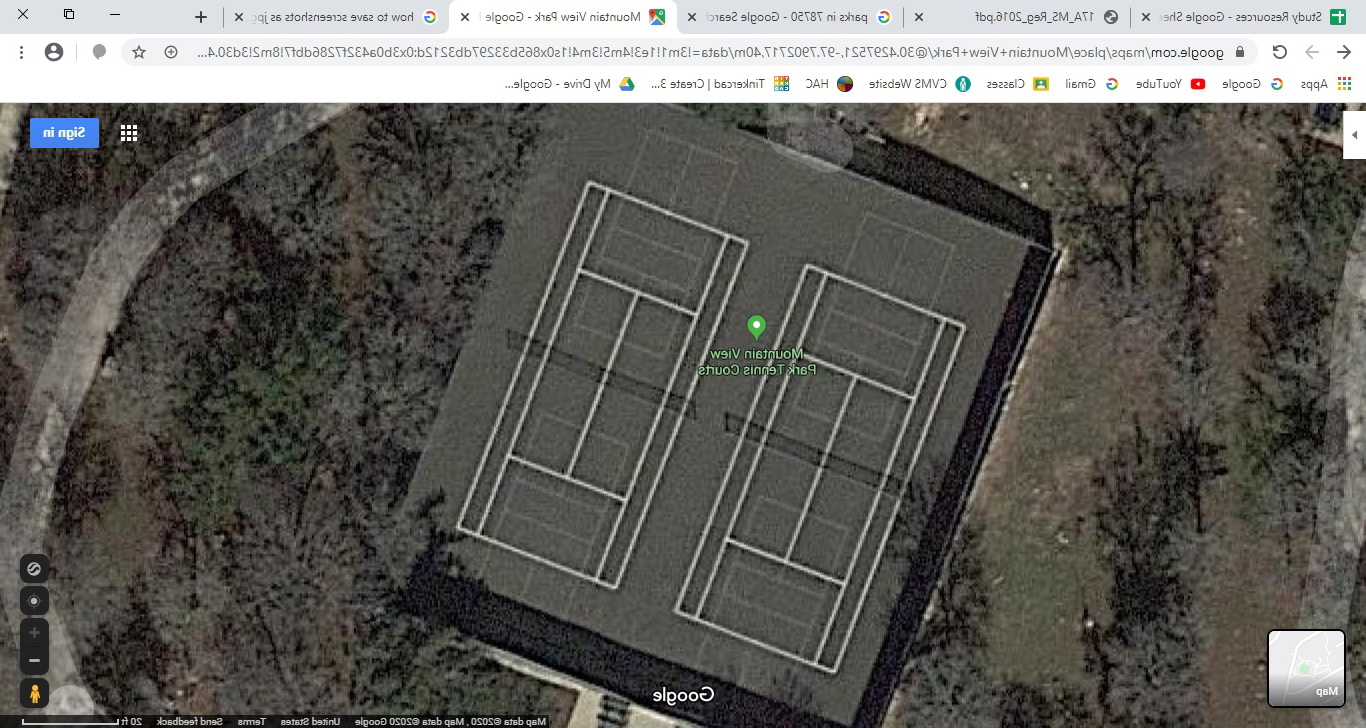 Study Resources - Google Shee
17A_MS_Reg_2016.pdf
parks in 78750 - Google Search
Mountain View Park - Google M
how to save screenshots as jpg
google.com/maps/place/Mountain+View+Park/@30.4297521,-97.7902717,40m/data=!3m1!1e3!4m5!3m4!1s0x865b33297db3212d:0x3b0a432f7286dbf7!8m2!3d30.4...
Apps Google YouTube Gmail Classes CVMS Website HAC Tinkercad | Create 3... My Drive - Google...
Sign in
Mountain View
Park Tennis Courts
Map
Google
Map data ©2020, Map data ©2020 Google United States Terms Send feedback 20 ft